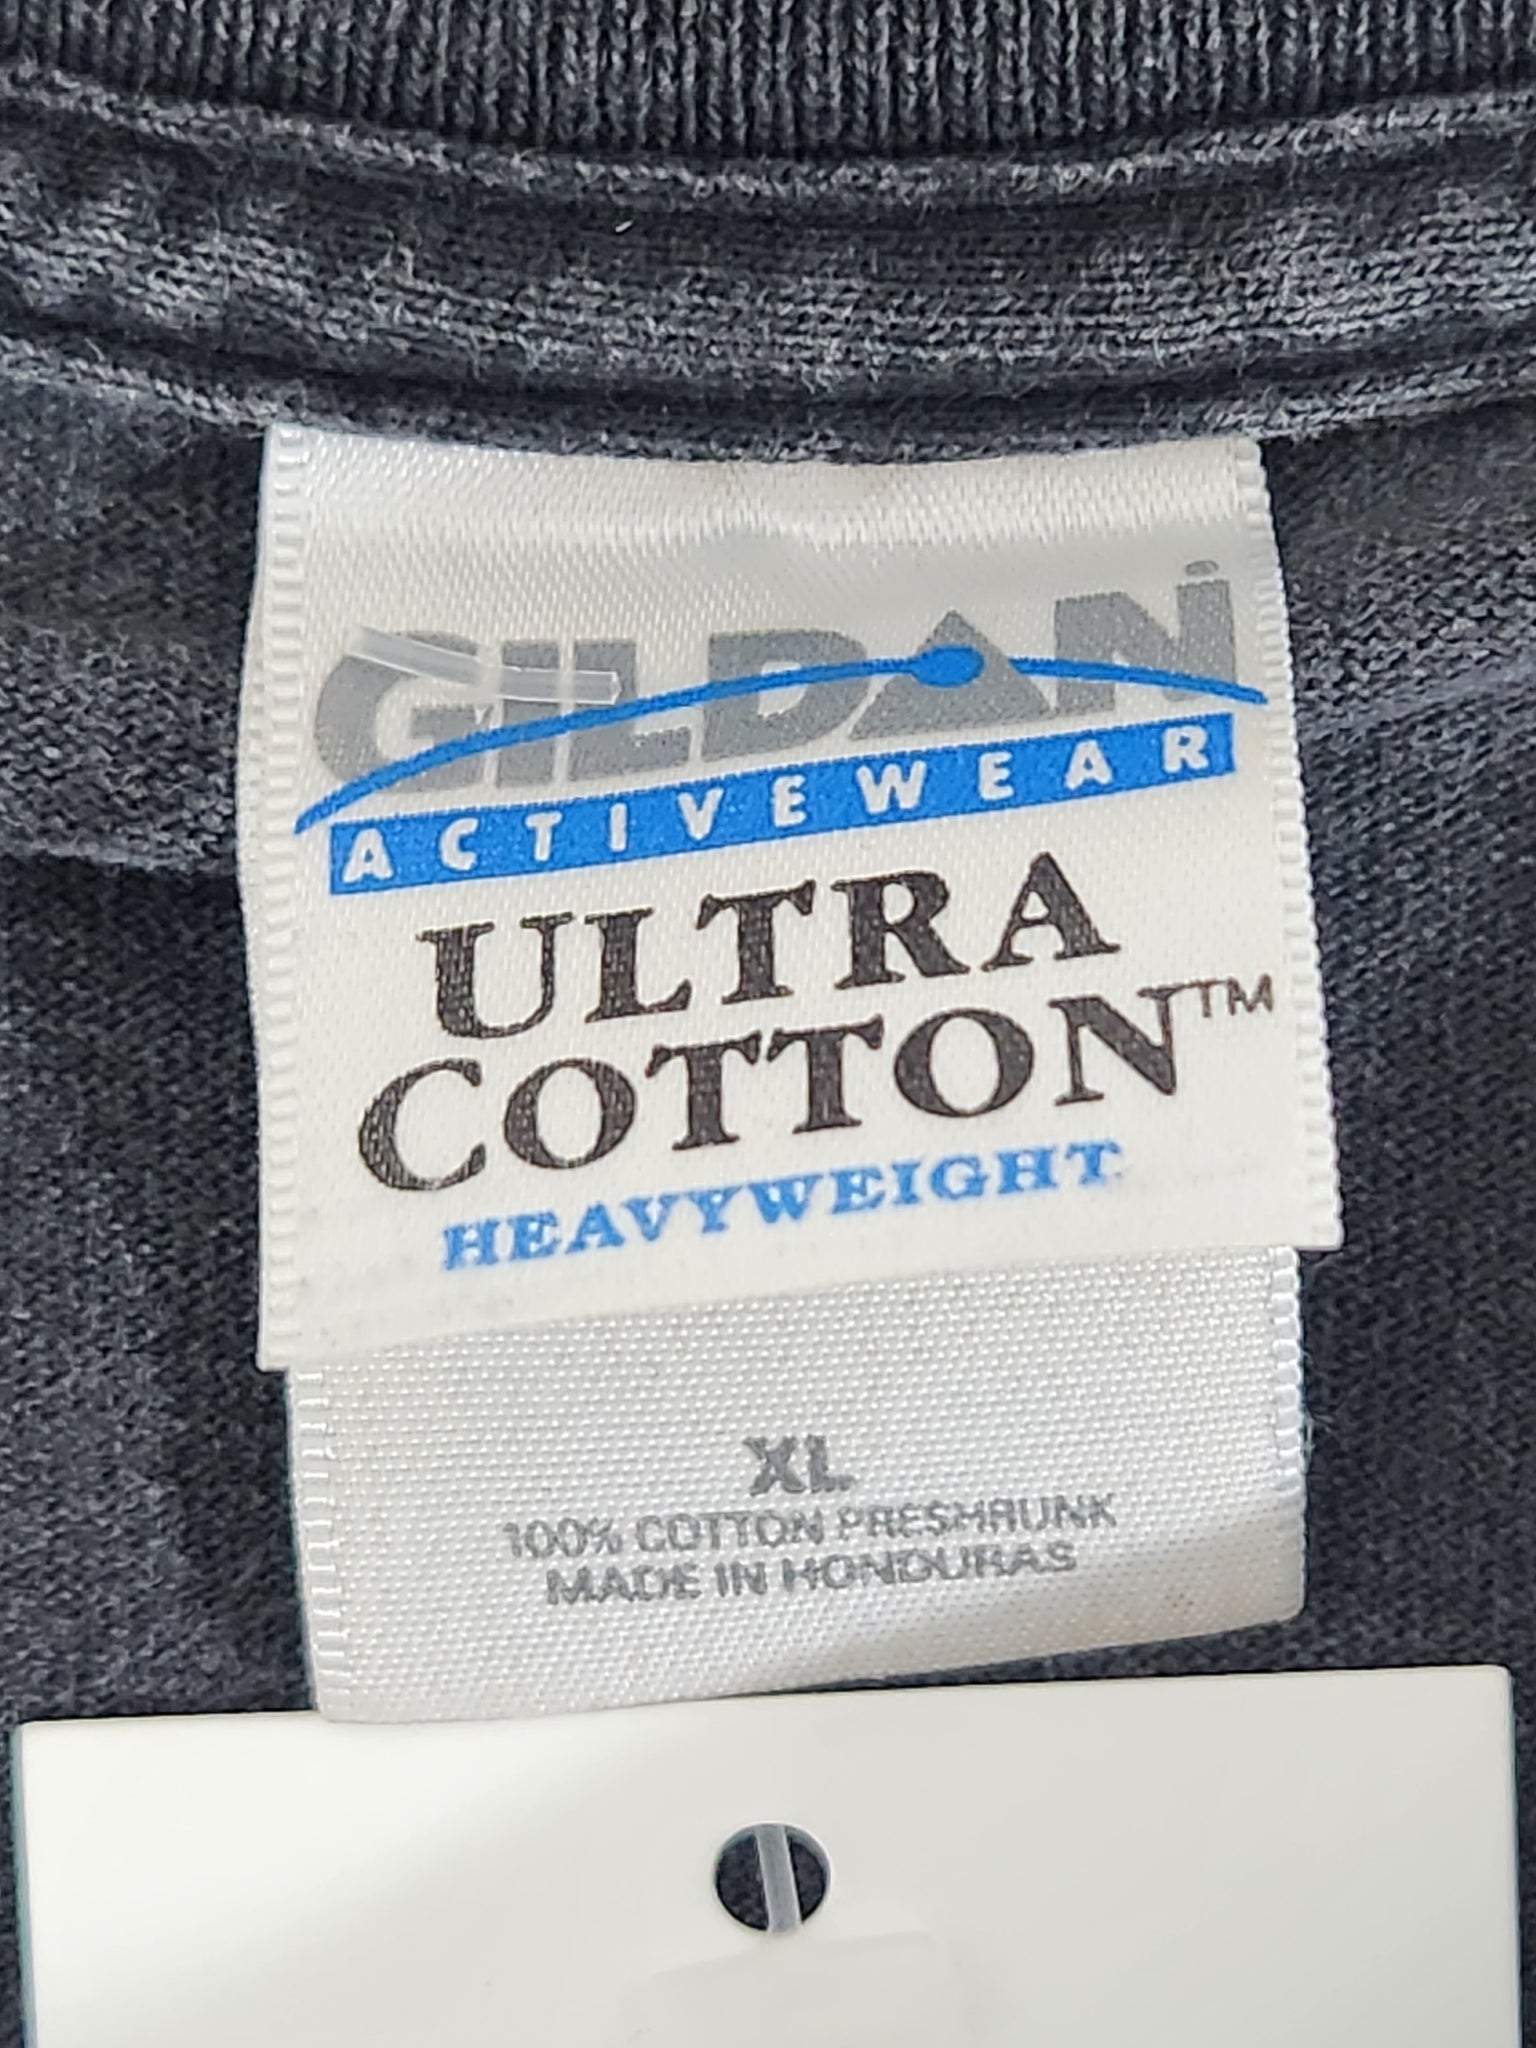 GILDAN
ACTIVEWEAR
ULTRA
COTTON™
HEAVYWEIGHT
XL
100% COTTON PRESHRUNK
MADE IN HONDURAS